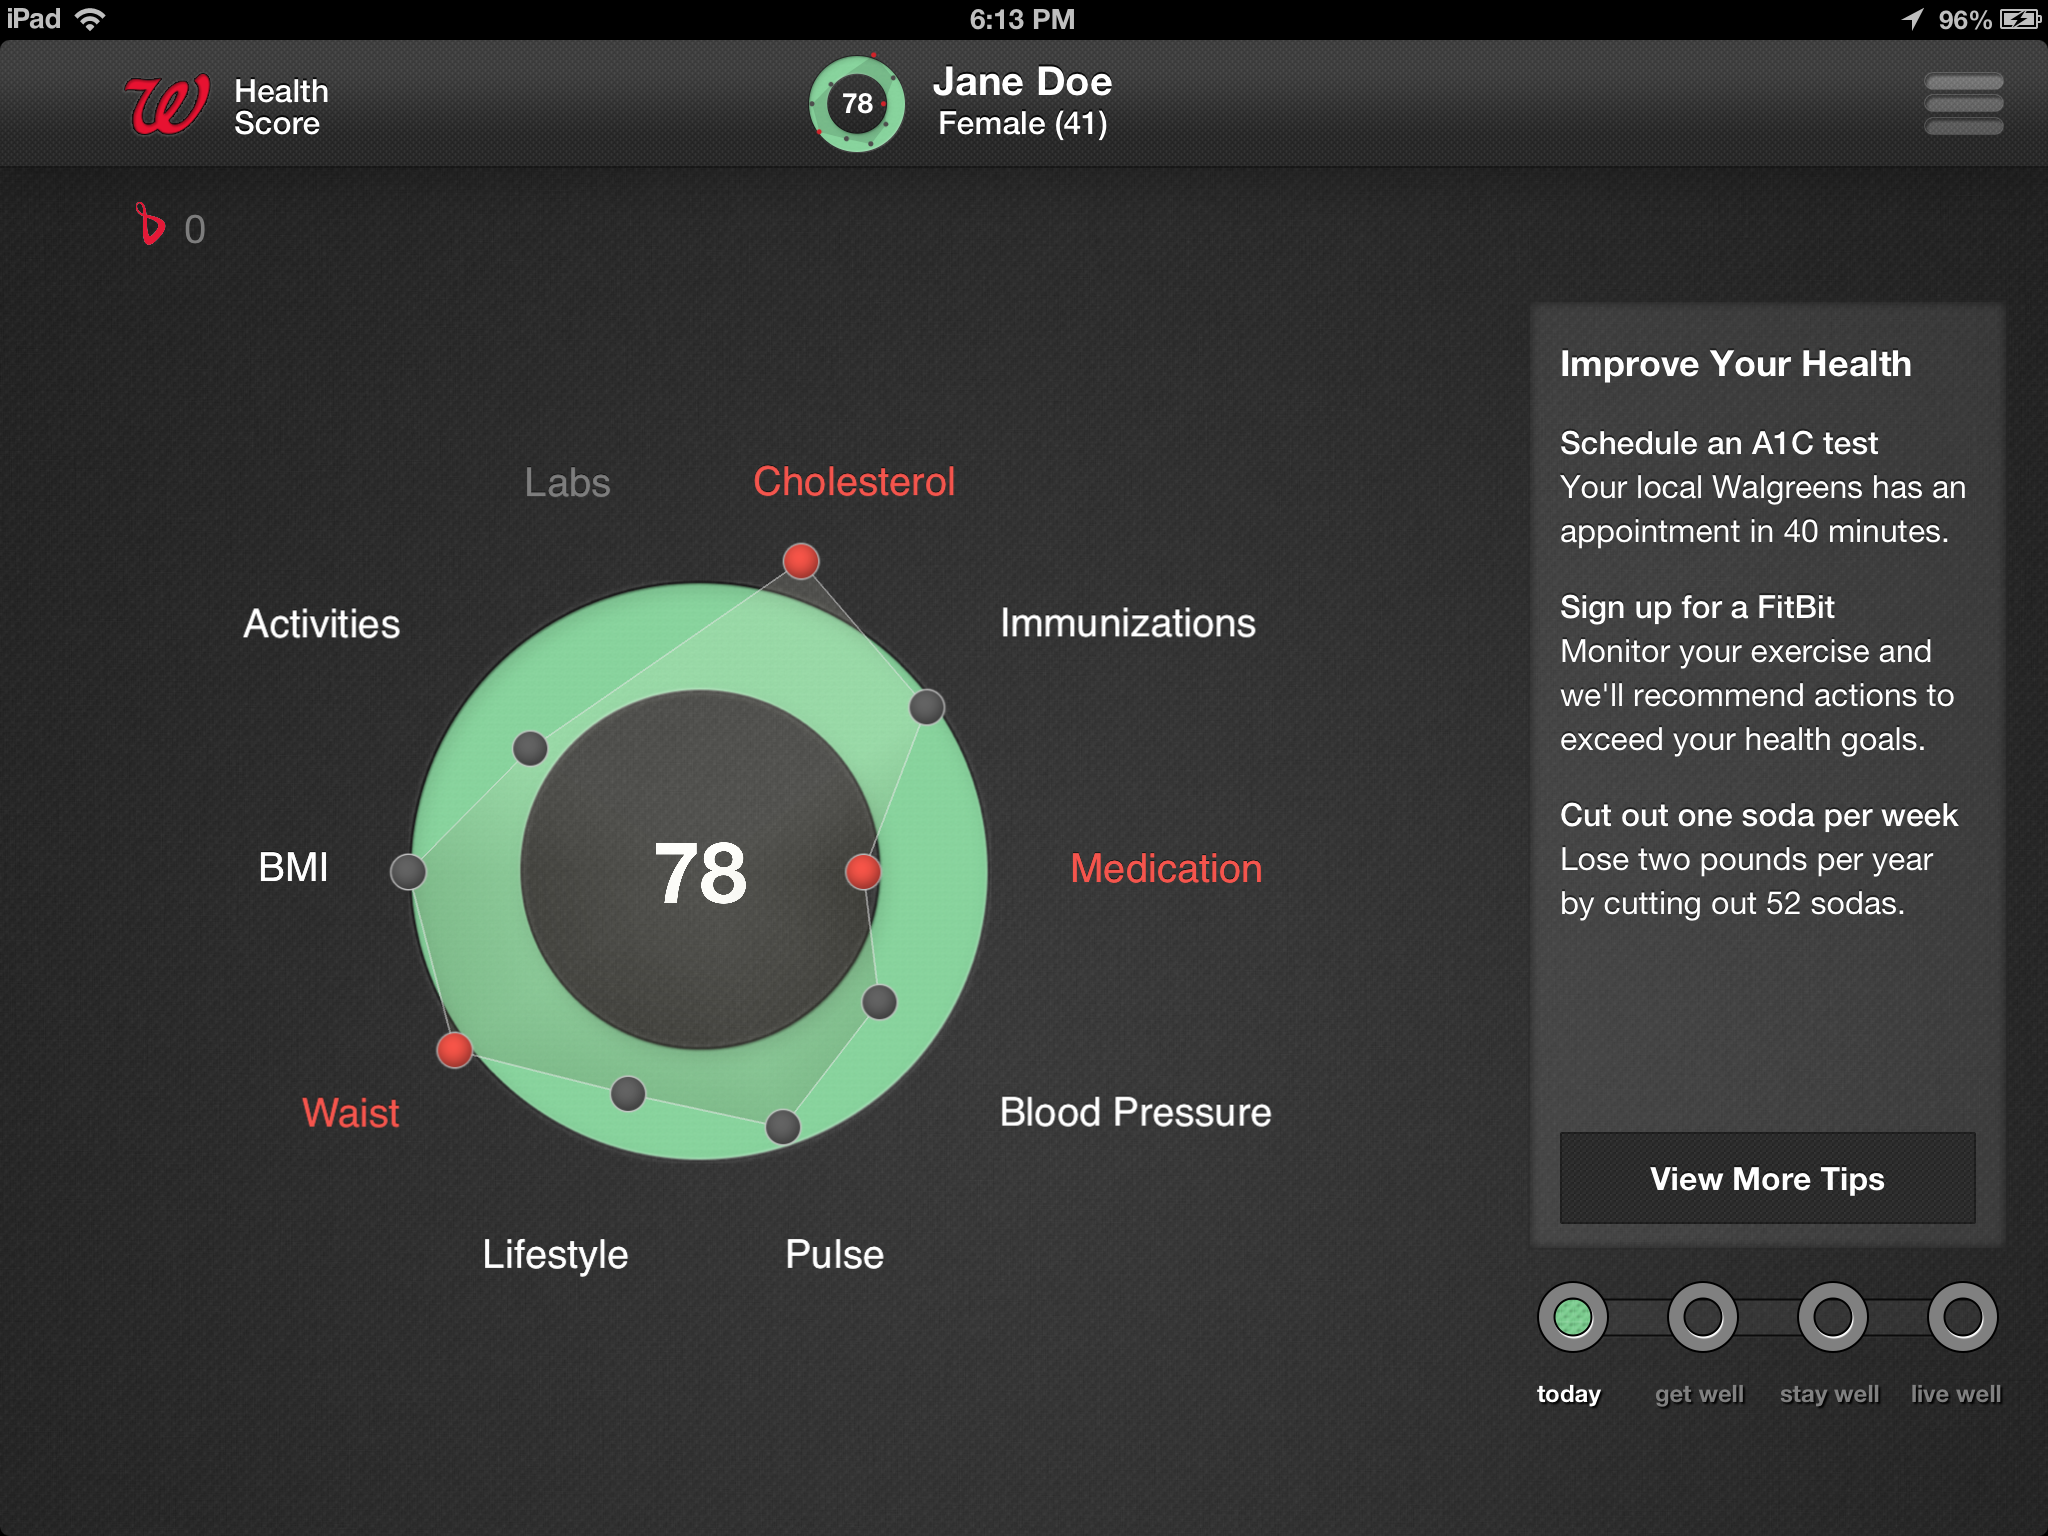 iPad
6:13 PM
96%
Health
Score
78
Jane Doe
Female (41)
0
Labs
Cholesterol
Activities
Immunizations
BMI
78
Medication
Waist
Blood Pressure
Lifestyle
Pulse
Improve Your Health
Schedule an A1C test
Your local Walgreens has an
appointment in 40 minutes.
Sign up for a FitBit
Monitor your exercise and
we'll recommend actions to
exceed your health goals.
Cut out one soda per week
Lose two pounds per year
by cutting out 52 sodas.
View More Tips
today
get well
stay well
live well